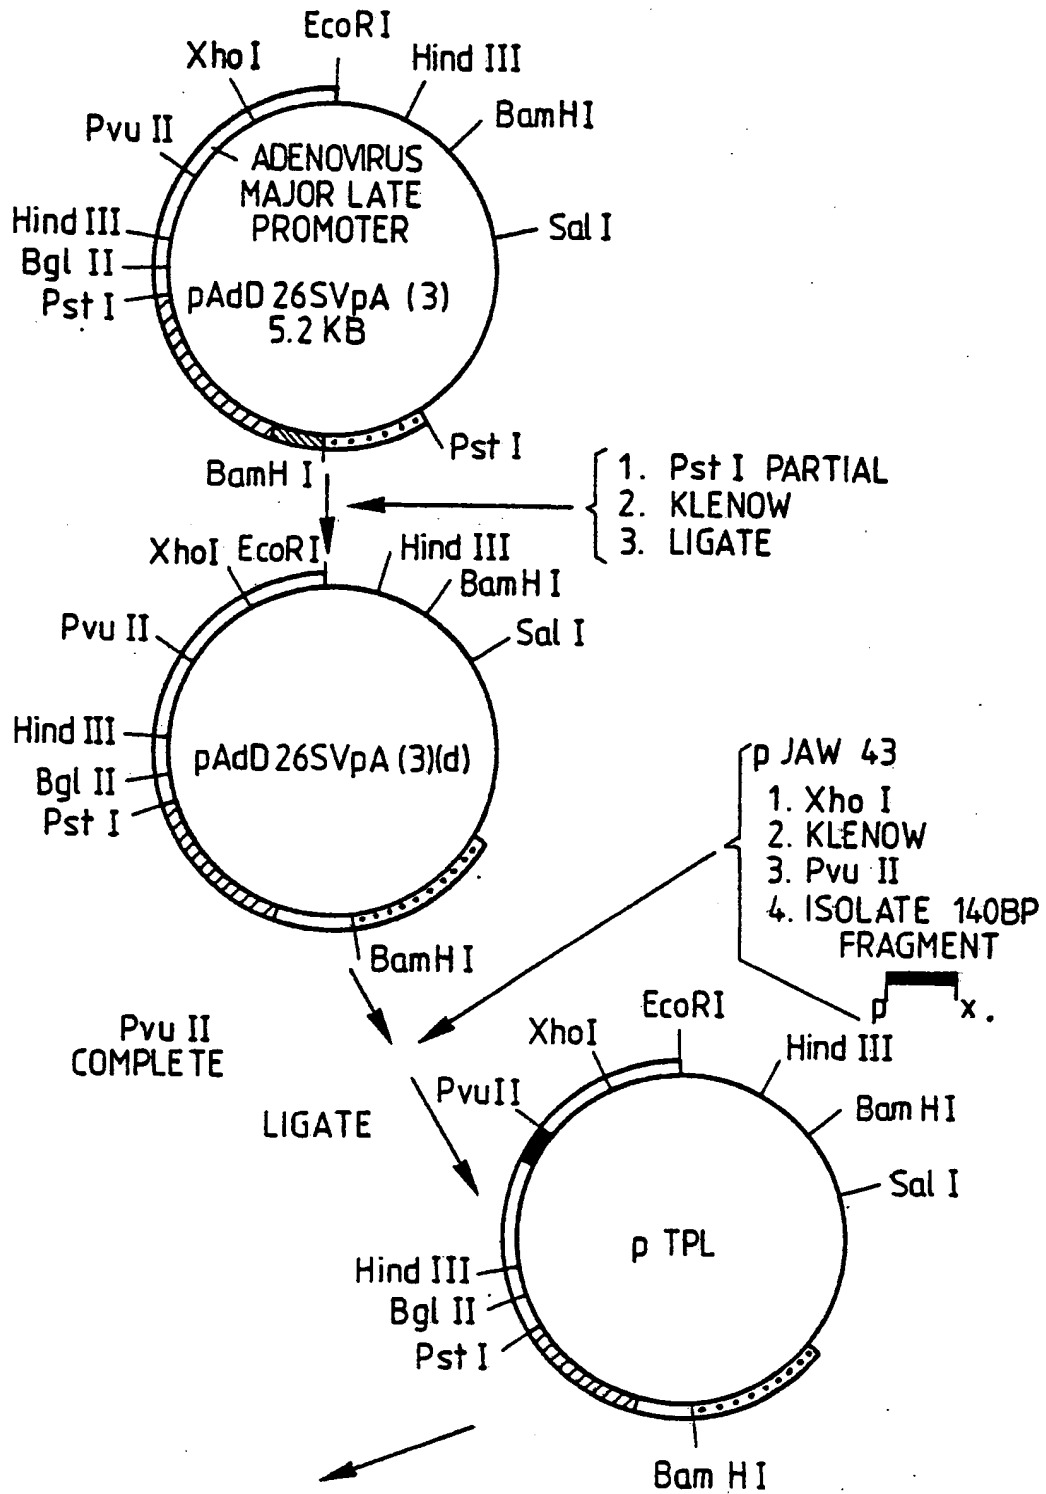 EcoRI
XhoI
Hind III
BamHI
Pvu II
ADENOVIRUS
MAJOR LATE
PROMOTER
Hind III
Sal I
Bgl II
Pst I
pAdD 26SVpA (3)
5.2 KB
Pst I
BamH I
1. Pst I PARTIAL
2. KLENOW
3. LIGATE
XhoI EcoRI
Hind III
BamH I
Pvu II
Sal I
Hind III
Bgl II
Pst I
pAdD 26SVpA (3)(d)
p JAW 43
1. Xho I
2. KLENOW
3. Pvu II
4. ISOLATE 140BP
FRAGMENT
p x.
BamH I
Pvu II
COMPLETE
LIGATE
EcoRI
XhoI
Hind III
PvuII
Bam HI
Sal I
p TPL
Hind III
Bgl II
Pst I
Bam HI